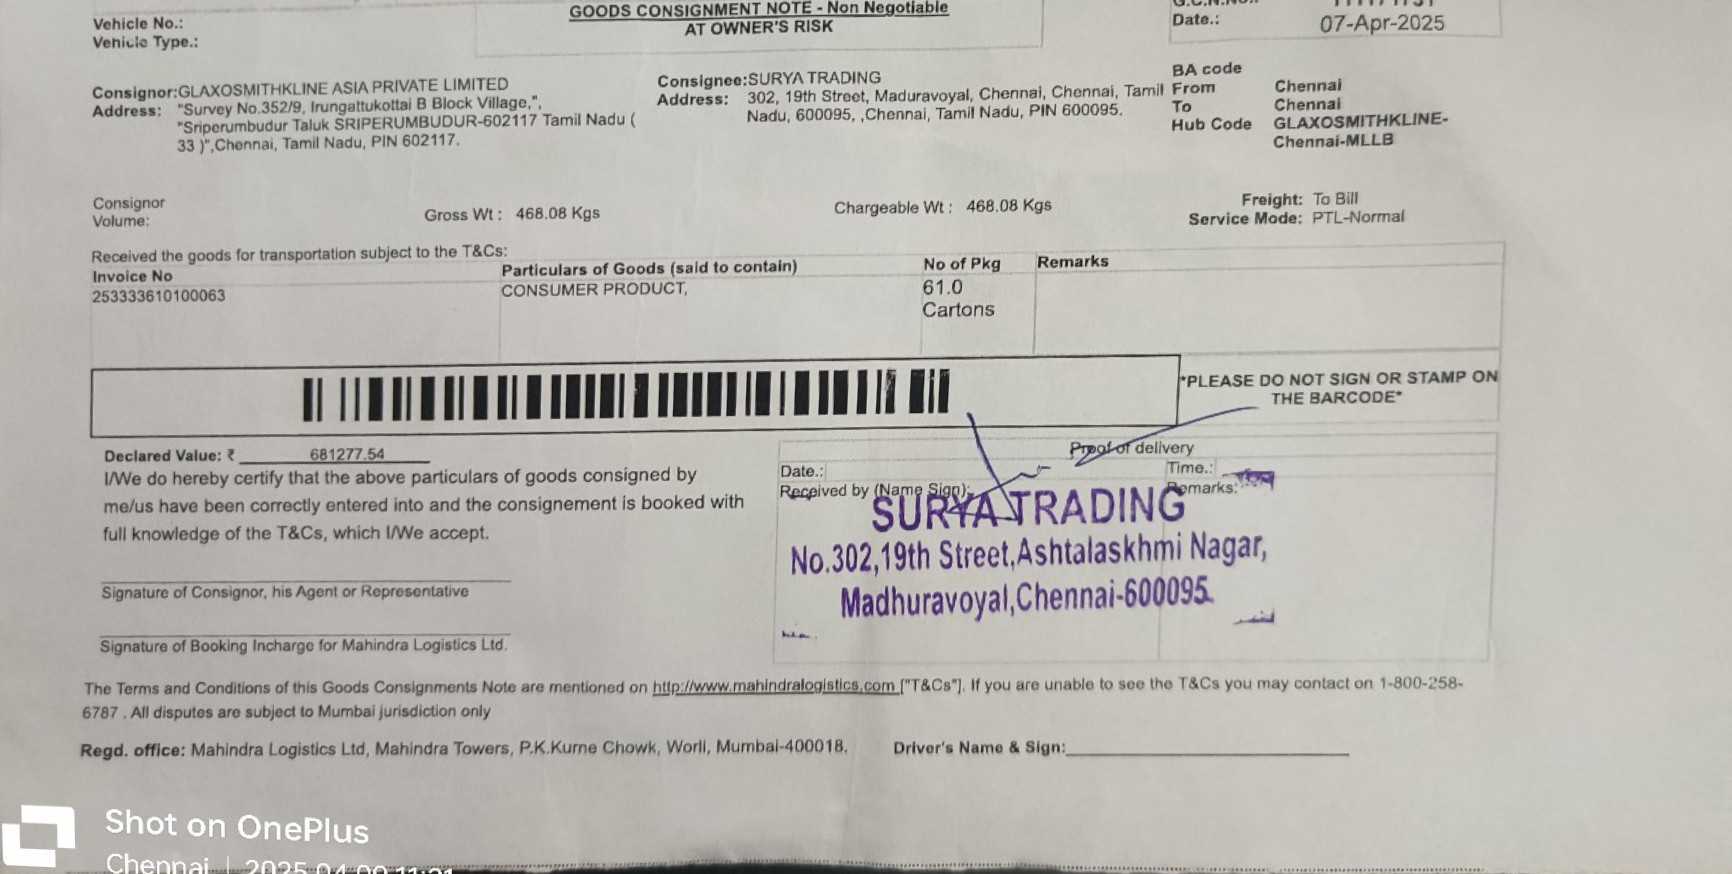 GOODS CONSIGNMENT NOTE - Non Negotiable
AT OWNER'S RISK
Vehicle No.:
Vehicle Type.:
Date.: 07-Apr-2025
Consignor:GLAXOSMITHKLINE ASIA PRIVATE LIMITED
Address: "Survey No.352/9, Irungattukottai B Block Village,",
"Sriperumbudur Taluk SRIPERUMBUDUR-602117 Tamil Nadu (
33 )",Chennai, Tamil Nadu, PIN 602117.
Consignee:SURYA TRADING
Address: 302, 19th Street, Maduravoyal, Chennai, Chennai, Tamil
Nadu, 600095, ,Chennai, Tamil Nadu, PIN 600095.
BA code
From Chennai
To Chennai
Hub Code GLAXOSMITHKLINE-
Chennai-MLLB
Consignor
Volume:
Gross Wt : 468.08 Kgs
Chargeable Wt : 468.08 Kgs
Freight: To Bill
Service Mode: PTL-Normal
Received the goods for transportation subject to the T&Cs:
Invoice No Particulars of Goods (said to contain) No of Pkg Remarks
253333610100063 CONSUMER PRODUCT, 61.0
Cartons
*PLEASE DO NOT SIGN OR STAMP ON
THE BARCODE*
Declared Value: ₹ 681277.54
I/We do hereby certify that the above particulars of goods consigned by
me/us have been correctly entered into and the consignement is booked with
full knowledge of the T&Cs, which I/We accept.
Signature of Consignor, his Agent or Representative
Signature of Booking Incharge for Mahindra Logistics Ltd.
Proof of delivery
Date.: Time.:
Received by (Name Sign): Remarks:
SURYA TRADING
No.302,19th Street,Ashtalaskhmi Nagar,
Madhuravoyal,Chennai-600095.
The Terms and Conditions of this Goods Consignments Note are mentioned on http://www.mahindralogistics.com ["T&Cs"]. If you are unable to see the T&Cs you may contact on 1-800-258-
6787 . All disputes are subject to Mumbai jurisdiction only
Regd. office: Mahindra Logistics Ltd, Mahindra Towers, P.K.Kurne Chowk, Worli, Mumbai-400018.
Driver's Name & Sign:
Shot on OnePlus
Chennai |